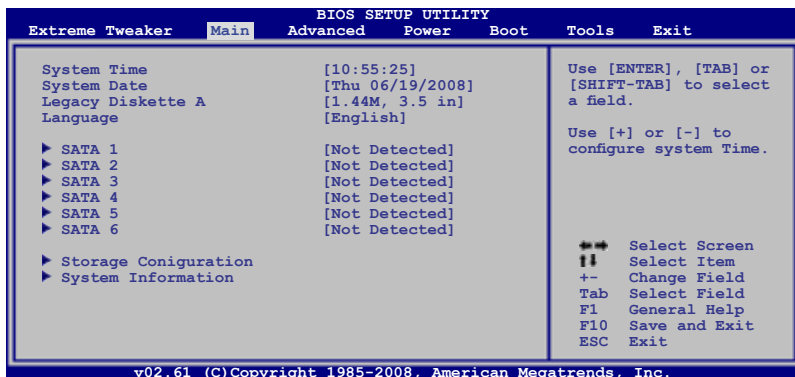 BIOS SETUP UTILITY
Extreme Tweaker Main Advanced Power Boot Tools Exit
System Time [10:55:25]
System Date [Thu 06/19/2008]
Legacy Diskette A [1.44M, 3.5 in]
Language [English]
SATA 1 [Not Detected]
SATA 2 [Not Detected]
SATA 3 [Not Detected]
SATA 4 [Not Detected]
SATA 5 [Not Detected]
SATA 6 [Not Detected]
Storage Coniguration
System Information
Use [ENTER], [TAB] or
[SHIFT-TAB] to select
a field.
Use [+] or [-] to
configure system Time.
Select Screen
Select Item
+- Change Field
Tab Select Field
F1 General Help
F10 Save and Exit
ESC Exit
v02.61 (C)Copyright 1985-2008, American Megatrends, Inc.